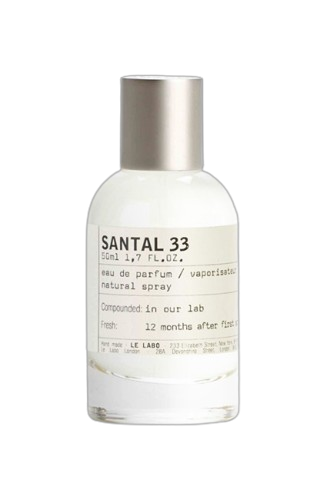 SANTAL 33
50ml 1,7 FL.OZ.
eau de parfum / vaporisateur
natural spray
Compounded: in our lab
Fresh: 12 months after first
LE LABO